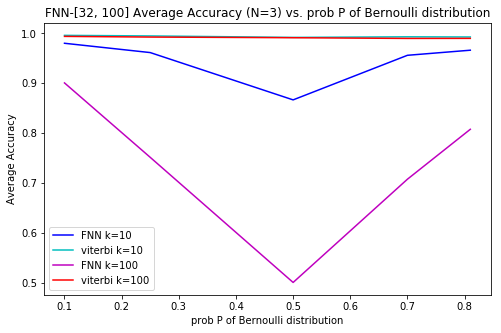 FNN-[32, 100] Average Accuracy (N=3) vs. prob P of Bernoulli distribution
1.0
0.9
0.8
0.7
0.6
0.5
Average Accuracy
FNN k=10
viterbi k=10
FNN k=100
viterbi k=100
0.1 0.2 0.3 0.4 0.5 0.6 0.7 0.8
prob P of Bernoulli distribution